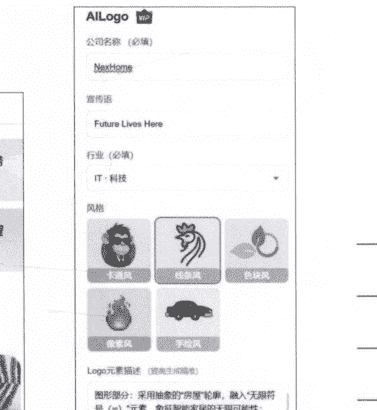 AILogo VIP
公司名称 (必填)
NexHome
宣传语
Future Lives Here
行业 (必填)
IT - 科技
风格
卡通风
线条风
色块风
像素风
手绘风
Logo元素描述
图形部分：采用抽象的“房屋”轮廓，融入“无限符
号（∞）”元素，象征智能家居的无限可能性；